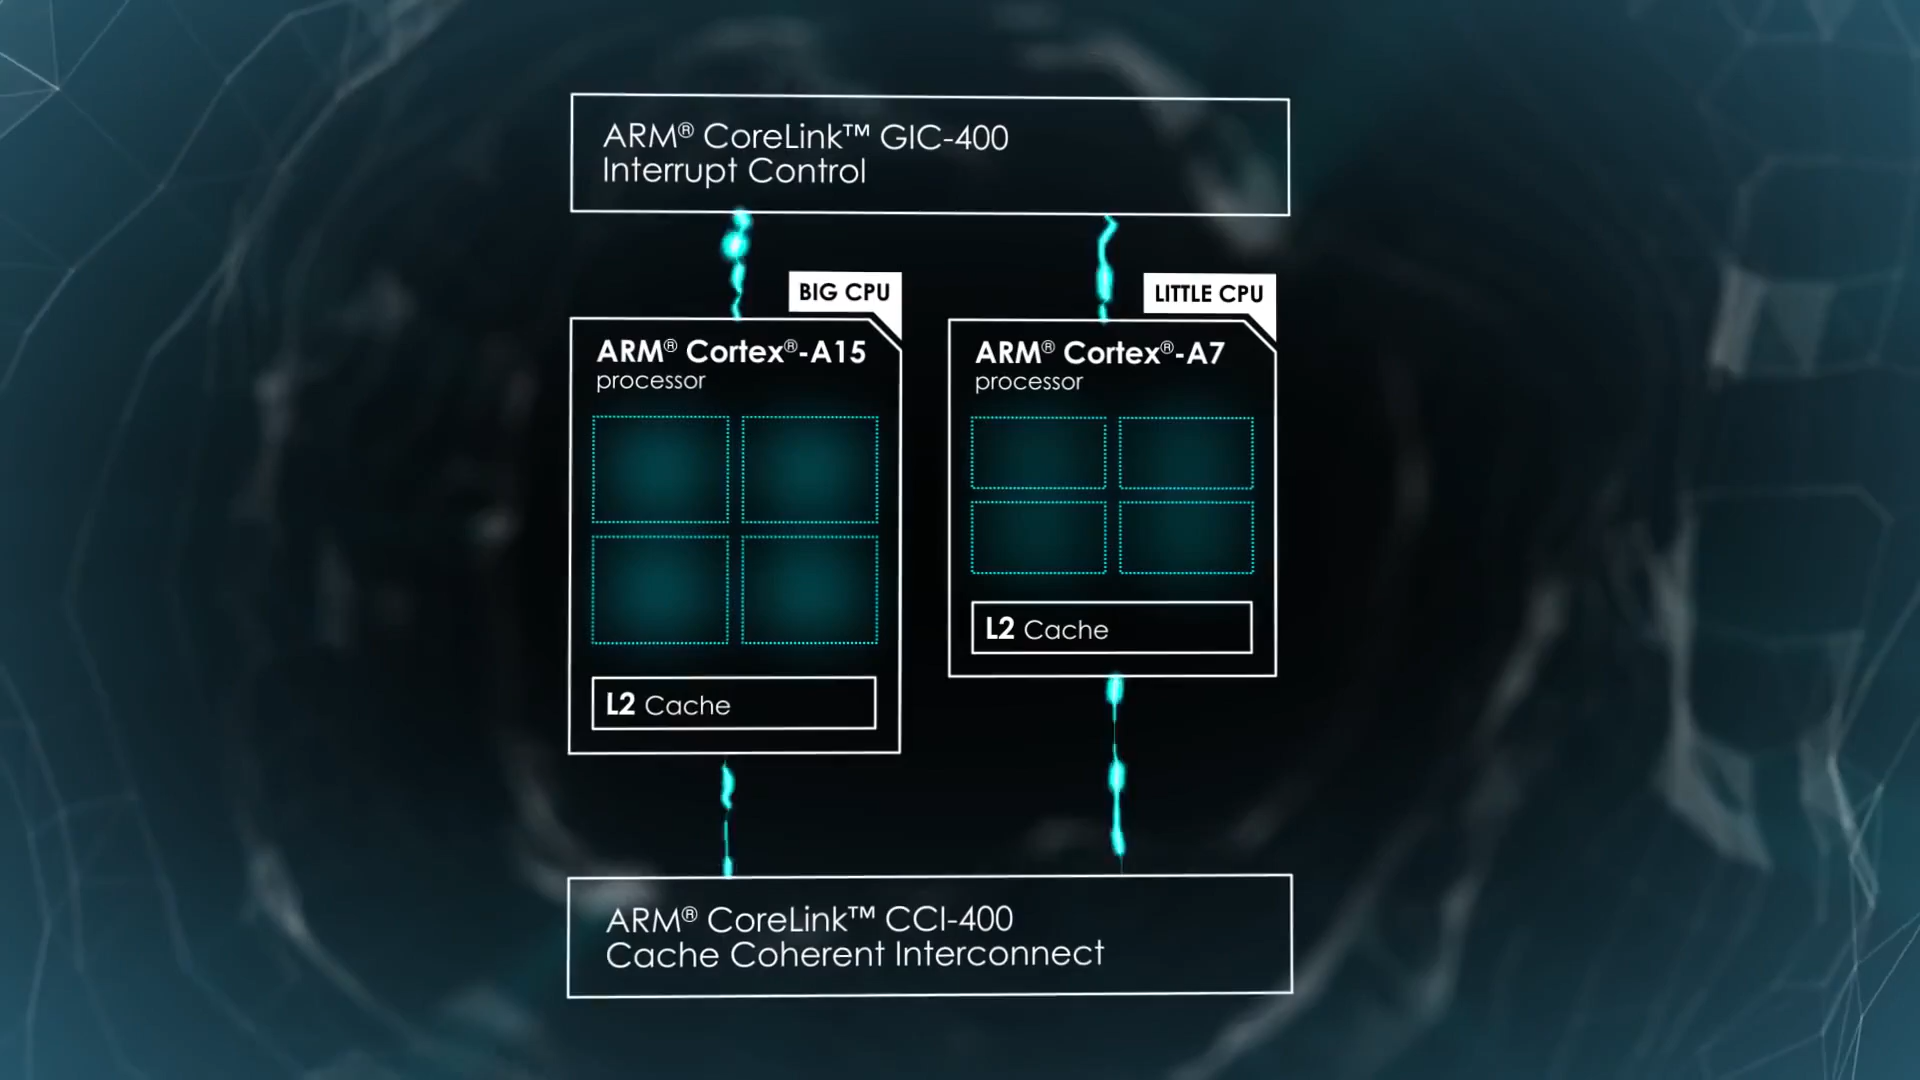 ARM® CoreLink™ GIC-400
Interrupt Control
BIG CPU
ARM® Cortex®-A15
processor
L2 Cache
LITTLE CPU
ARM® Cortex®-A7
processor
L2 Cache
ARM® CoreLink™ CCI-400
Cache Coherent Interconnect